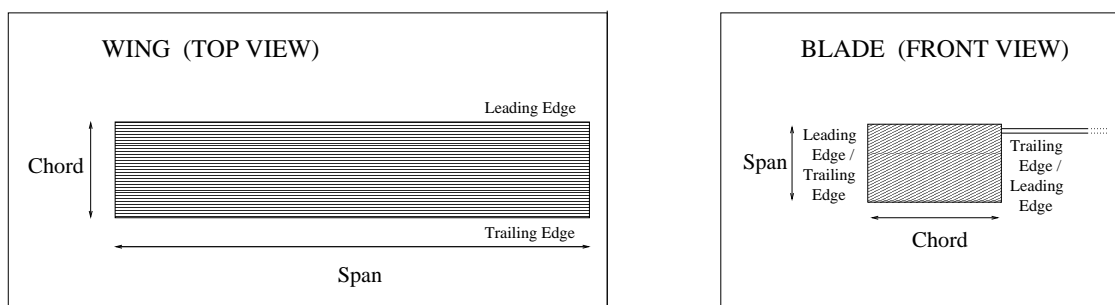 WING (TOP VIEW)
Leading Edge
Chord
Trailing Edge
Span
BLADE (FRONT VIEW)
Leading
Edge /
Trailing
Edge
Span
Trailing
Edge /
Leading
Edge
Chord